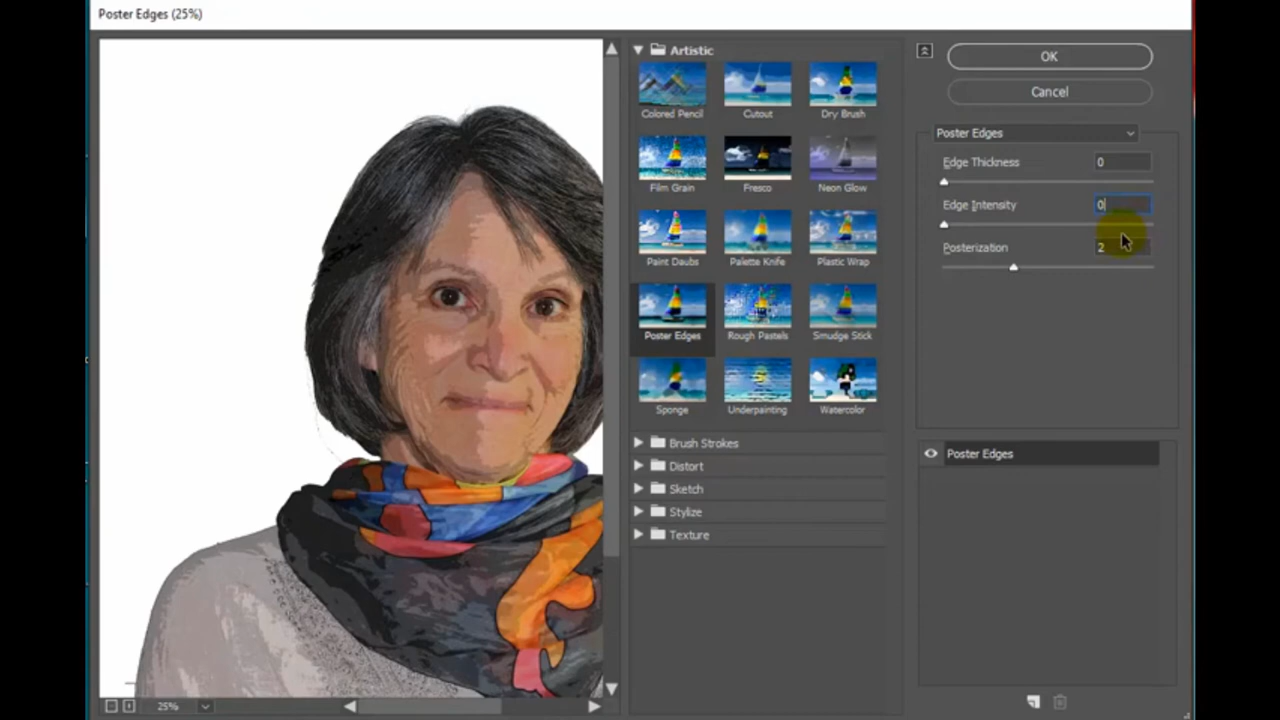 Poster Edges (25%)
Artistic
Colored Pencil
Cutout
Dry Brush
Film Grain
Fresco
Neon Glow
Paint Daubs
Palette Knife
Plastic Wrap
Poster Edges
Rough Pastels
Smudge Stick
Sponge
Underpainting
Watercolor
Brush Strokes
Distort
Sketch
Stylize
Texture
OK
Cancel
Poster Edges
Edge Thickness 0
Edge Intensity 0
Posterization 2
Poster Edges
25%